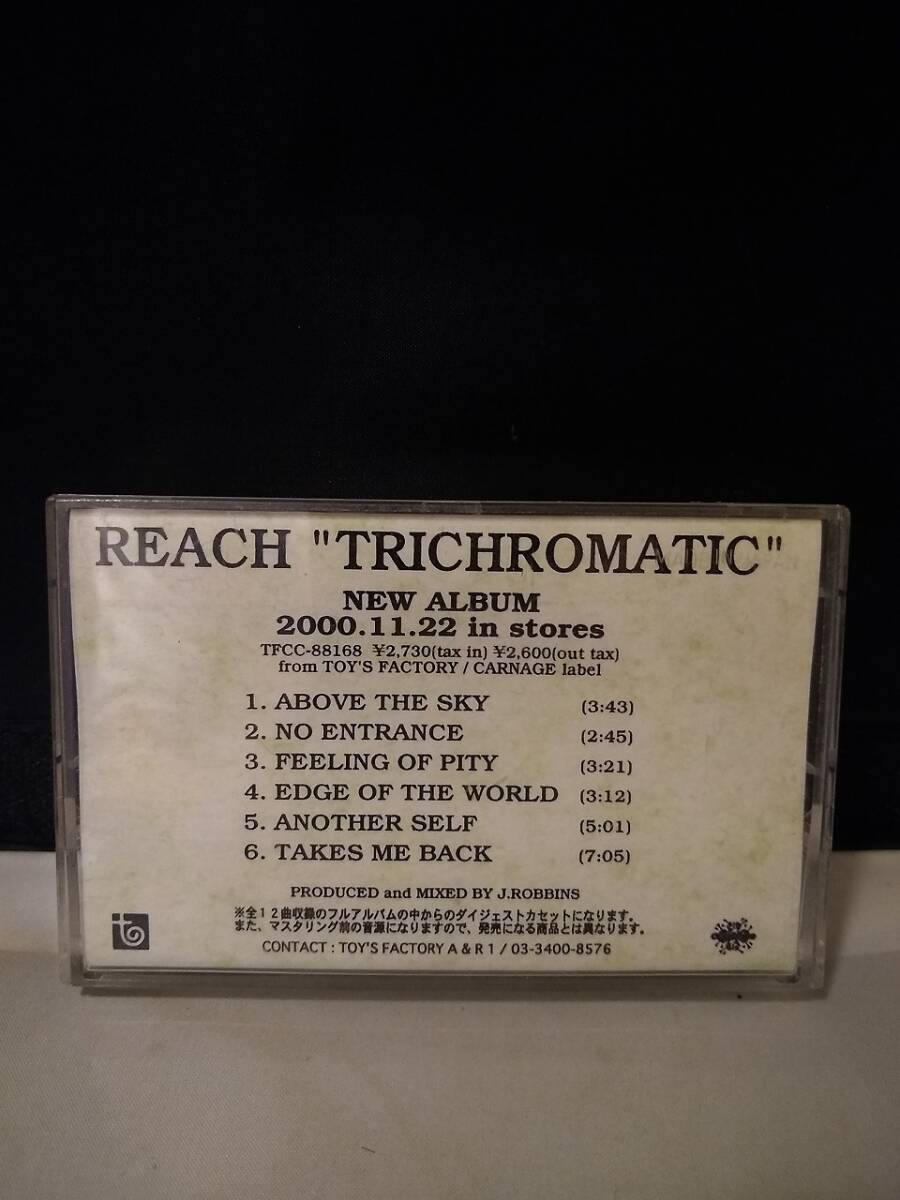 REACH "TRICHROMATIC"
NEW ALBUM
2000.11.22 in stores
TFCC-88168 ¥2,730(tax in) ¥2,600(out tax)
from TOY'S FACTORY / CARNAGE label
1. ABOVE THE SKY (3:43)
2. NO ENTRANCE (2:45)
3. FEELING OF PITY (3:21)
4. EDGE OF THE WORLD (3:12)
5. ANOTHER SELF (5:01)
6. TAKES ME BACK (7:05)
PRODUCED and MIXED BY J.ROBBINS
※全12曲収録のフルアルバムの中からのダイジェストカセットになります。
また、マスタリング前の音源になりますので、発売になる商品とは異なります。
CONTACT : TOY'S FACTORY A & R 1 / 03-3400-8576